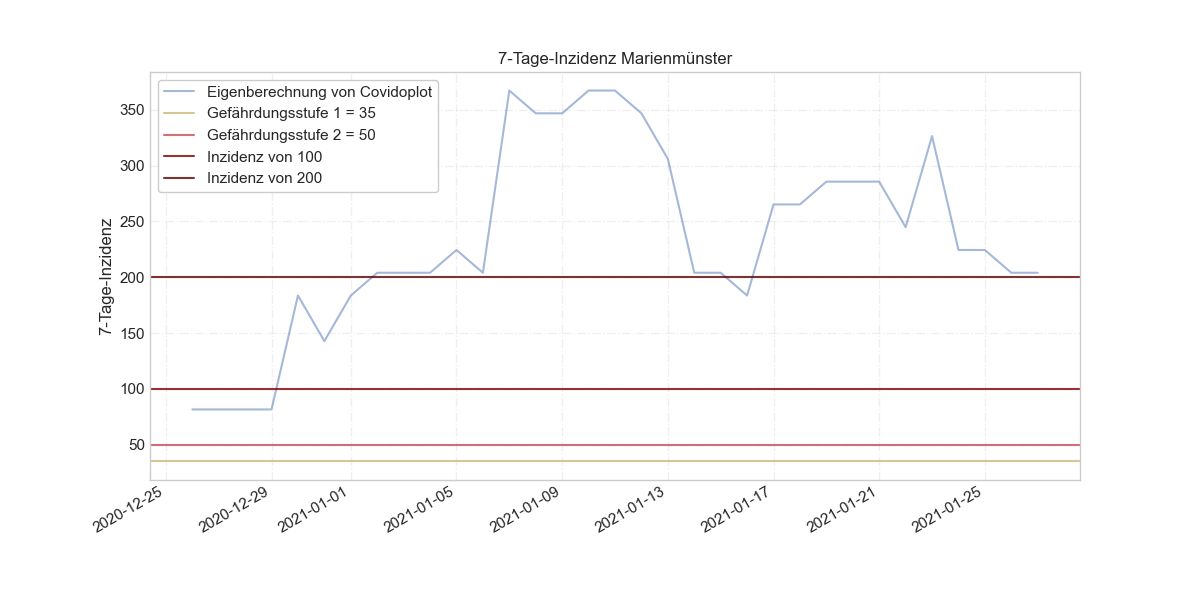 7-Tage-Inzidenz Marienmünster
Eigenberechnung von Covidoplot
Gefährdungsstufe 1 = 35
Gefährdungsstufe 2 = 50
Inzidenz von 100
Inzidenz von 200
7-Tage-Inzidenz
350
300
250
200
150
100
50
2020-12-25
2020-12-29
2021-01-01
2021-01-05
2021-01-09
2021-01-13
2021-01-17
2021-01-21
2021-01-25